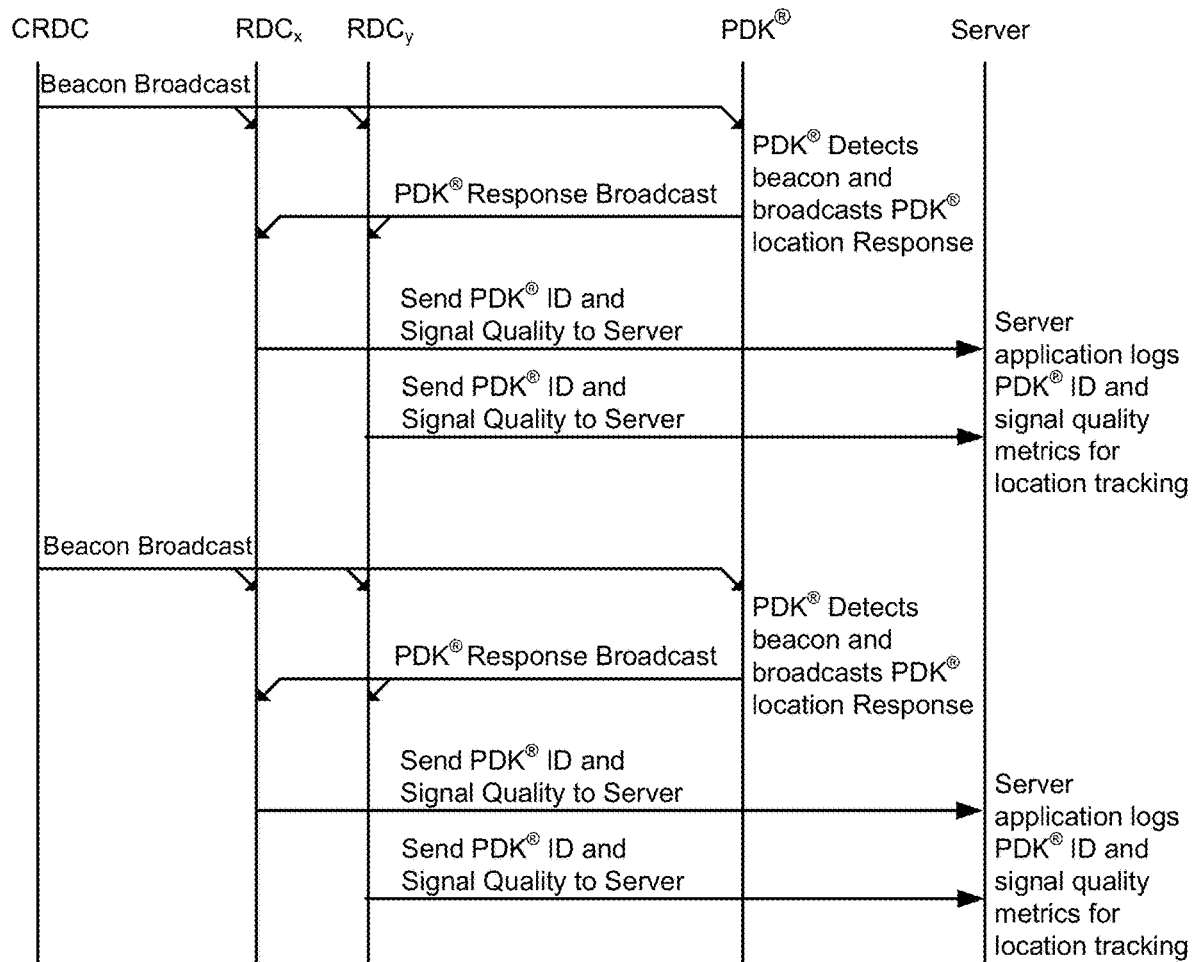 CRDC
RDCx
RDCy
PDK®
Server
Beacon Broadcast
PDK® Detects
beacon and
broadcasts PDK®
location Response
PDK® Response Broadcast
Send PDK® ID and
Signal Quality to Server
Send PDK® ID and
Signal Quality to Server
Server
application logs
PDK® ID and
signal quality
metrics for
location tracking
Beacon Broadcast
PDK® Detects
beacon and
broadcasts PDK®
location Response
PDK® Response Broadcast
Send PDK® ID and
Signal Quality to Server
Send PDK® ID and
Signal Quality to Server
Server
application logs
PDK® ID and
signal quality
metrics for
location tracking